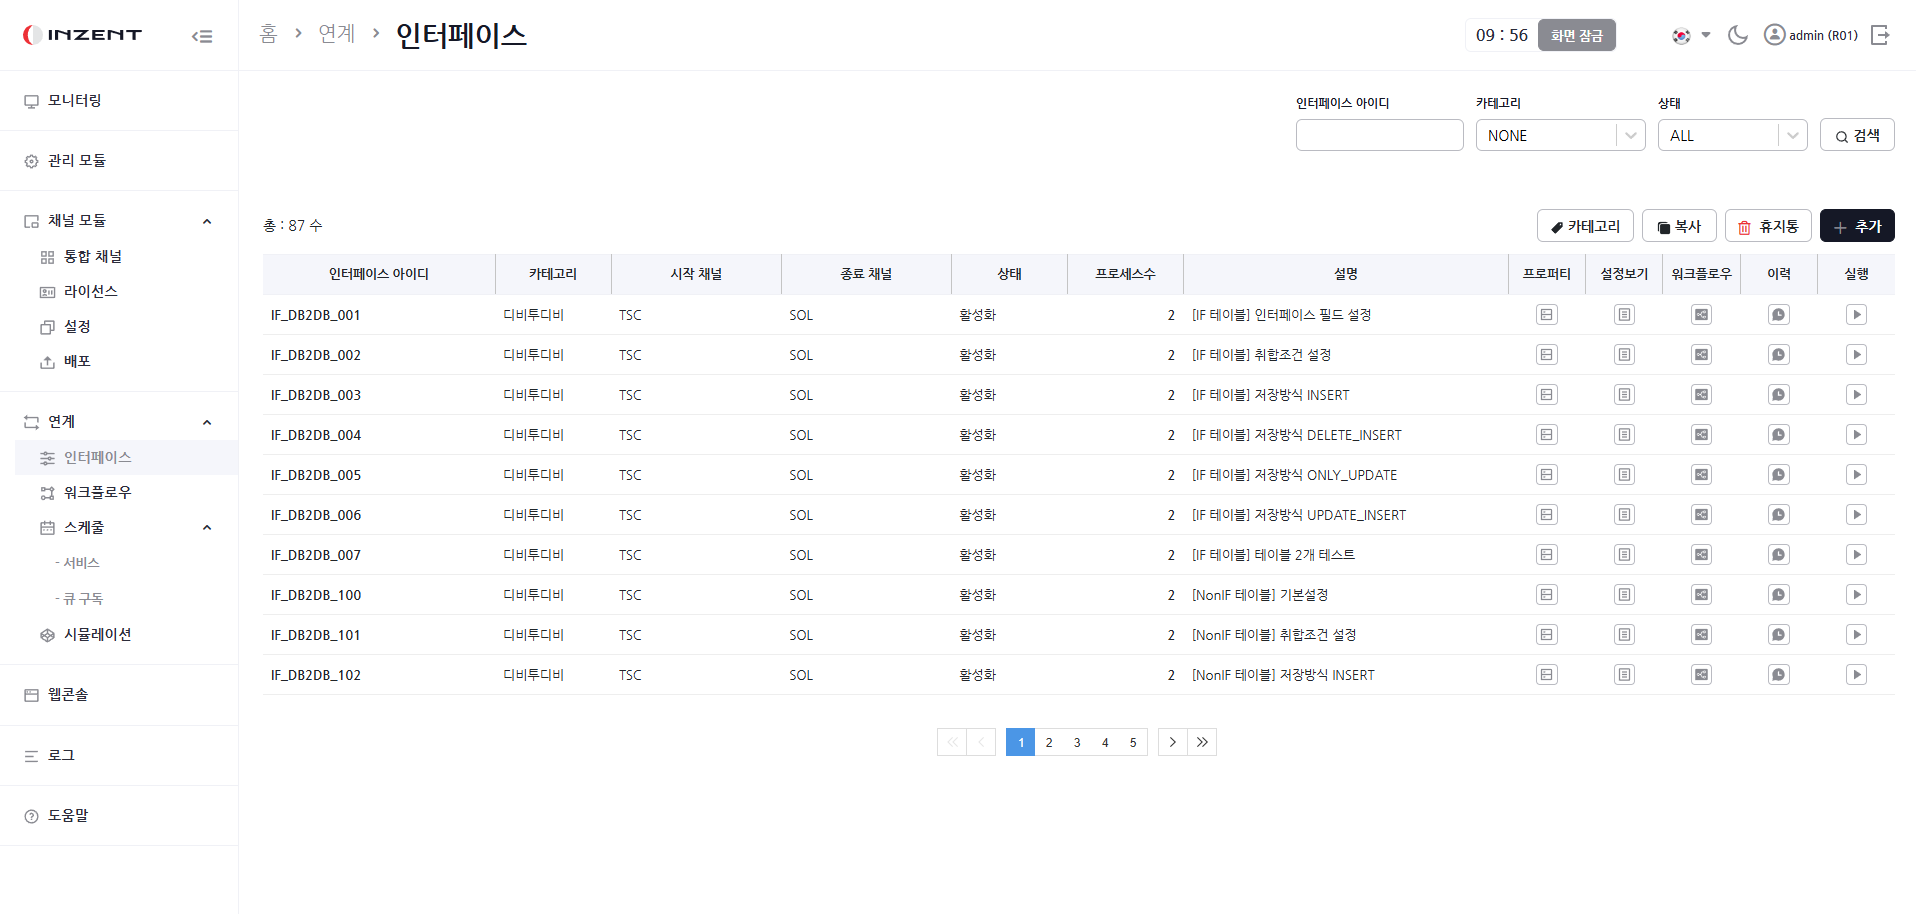 INZENT
홈 > 연계 > 인터페이스
09 : 56 화면 잠금
admin (R01)
모니터링
관리 모듈
채널 모듈
통합 채널
라이선스
설정
배포
연계
인터페이스
워크플로우
스케줄
- 서비스
- 큐 구독
시뮬레이션
웹콘솔
로그
도움말
인터페이스 아이디 카테고리 상태
NONE ALL 검색
총 : 87 수
카테고리 복사 휴지통 + 추가
인터페이스 아이디 카테고리 시작 채널 종료 채널 상태 프로세스수 설명 프로퍼티 설정보기 워크플로우 이력 실행
IF_DB2DB_001 디비투디비 TSC SOL 활성화 2 [IF 테이블] 인터페이스 필드 설정
IF_DB2DB_002 디비투디비 TSC SOL 활성화 2 [IF 테이블] 취합조건 설정
IF_DB2DB_003 디비투디비 TSC SOL 활성화 2 [IF 테이블] 저장방식 INSERT
IF_DB2DB_004 디비투디비 TSC SOL 활성화 2 [IF 테이블] 저장방식 DELETE_INSERT
IF_DB2DB_005 디비투디비 TSC SOL 활성화 2 [IF 테이블] 저장방식 ONLY_UPDATE
IF_DB2DB_006 디비투디비 TSC SOL 활성화 2 [IF 테이블] 저장방식 UPDATE_INSERT
IF_DB2DB_007 디비투디비 TSC SOL 활성화 2 [IF 테이블] 테이블 2개 테스트
IF_DB2DB_100 디비투디비 TSC SOL 활성화 2 [NonIF 테이블] 기본설정
IF_DB2DB_101 디비투디비 TSC SOL 활성화 2 [NonIF 테이블] 취합조건 설정
IF_DB2DB_102 디비투디비 TSC SOL 활성화 2 [NonIF 테이블] 저장방식 INSERT
1 2 3 4 5